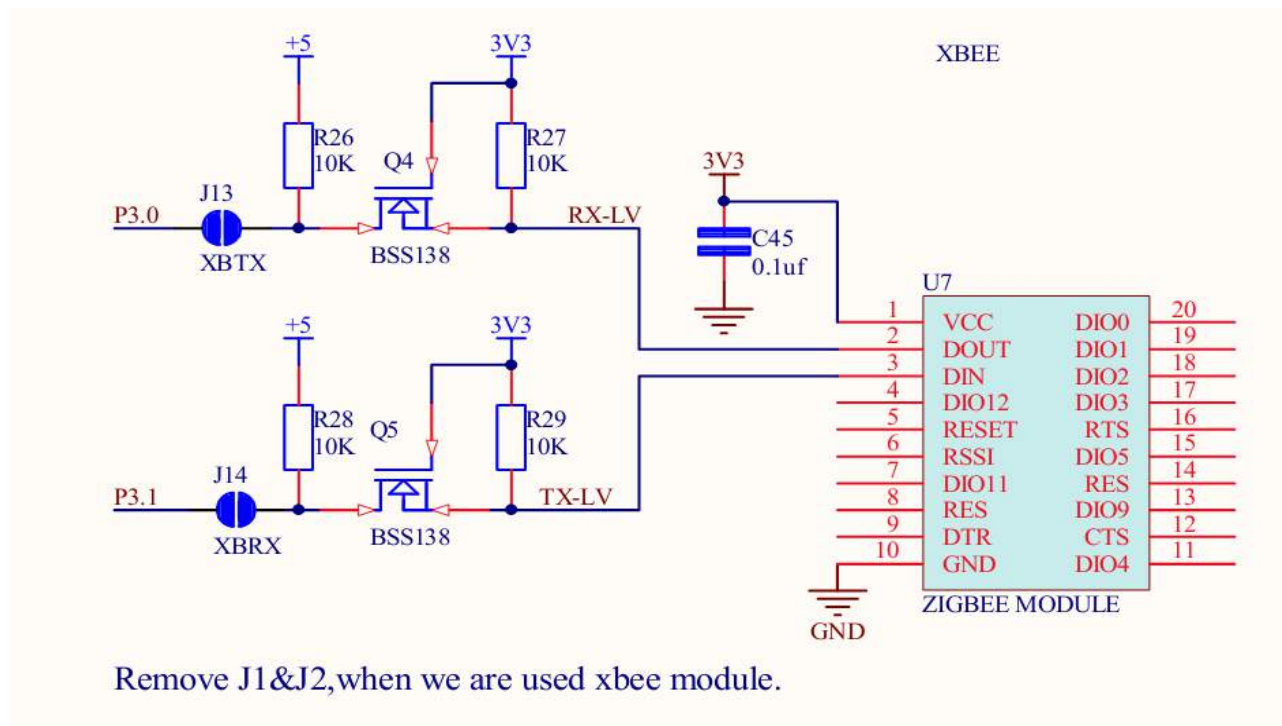 XBEE
+5
3V3
R26
10K
Q4
R27
10K
J13
P3.0
XBTX
BSS138
RX-LV
3V3
C45
0.1uf
+5
3V3
R28
10K
Q5
R29
10K
J14
P3.1
XBRX
BSS138
TX-LV
U7
1 VCC DIO0 20
2 DOUT DIO1 19
3 DIN DIO2 18
4 DIO12 DIO3 17
5 RESET RTS 16
6 RSSI DIO5 15
7 DIO11 RES 14
8 RES DIO9 13
9 DTR CTS 12
10 GND DIO4 11
ZIGBEE MODULE
GND
Remove J1&J2,when we are used xbee module.